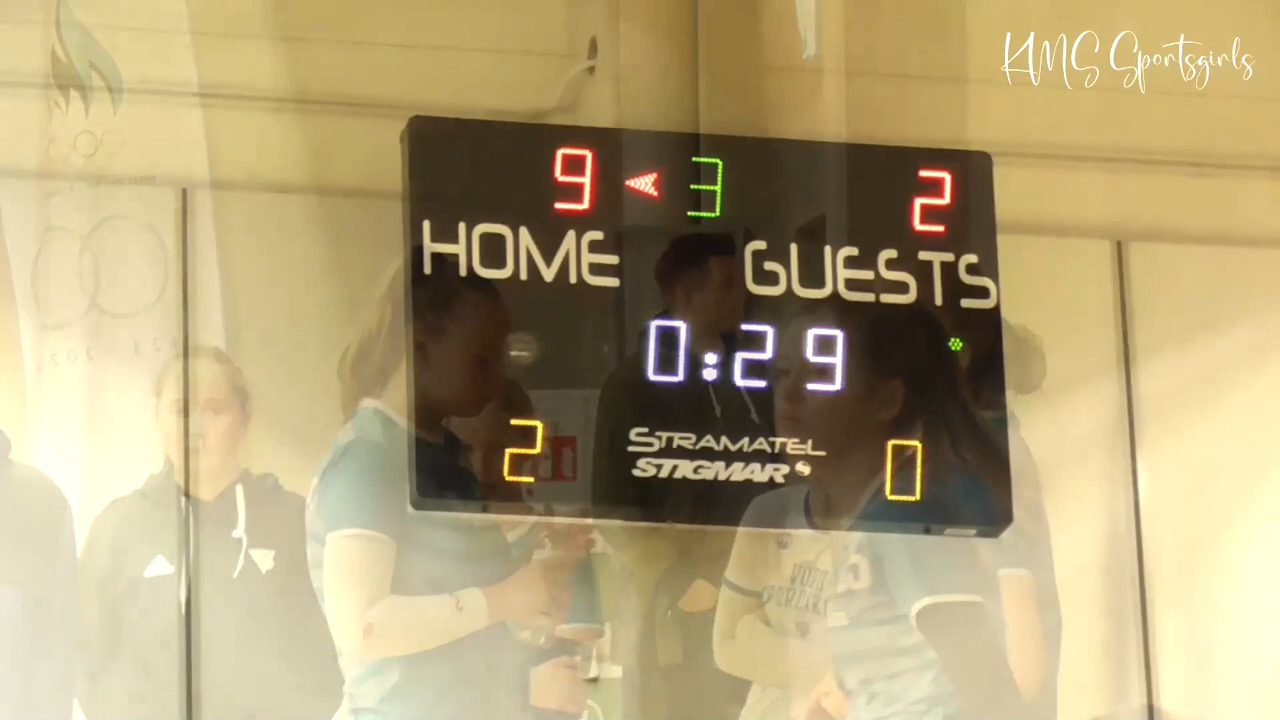 KMS Sportsgirls
9 3 2
HOME GUESTS
0:29
2 STRAMATEL 0
STIGMAR